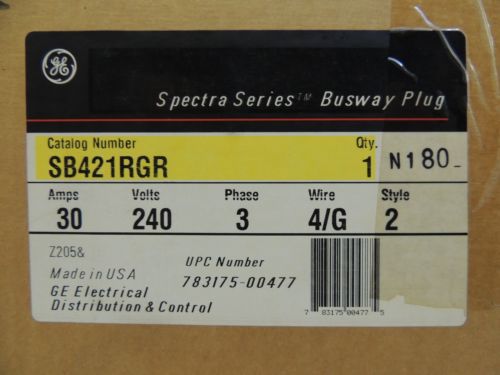 GE
Spectra Series™ Busway Plug
Catalog Number Qty.
SB421RGR 1 N180-
Amps Volts Phase Wire Style
30 240 3 4/G 2
Z205&
Made in USA
GE Electrical
Distribution & Control
UPC Number
783175-00477
7 83175 00477 5